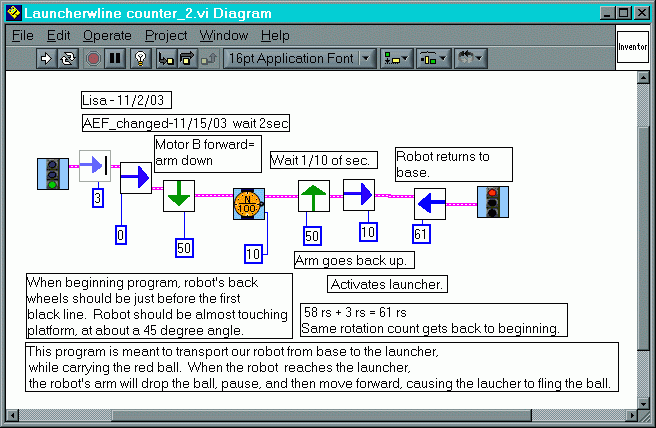 Launcherwline counter_2.vi Diagram
File Edit Operate Project Window Help
16pt Application Font
Inventor
Lisa - 11/2/03
AEF_changed-11/15/03 wait 2sec
Motor B forward=
arm down
Wait 1/10 of sec.
Robot returns to
base.
N
100
3
0
50
10
50
10
61
Arm goes back up.
Activates launcher.
When beginning program, robot's back
wheels should be just before the first
black line. Robot should be almost touching
platform, at about a 45 degree angle.
58 rs + 3 rs = 61 rs
Same rotation count gets back to beginning.
This program is meant to transport our robot from base to the launcher,
while carrying the red ball. When the robot reaches the launcher,
the robot's arm will drop the ball, pause, and then move forward, causing the laucher to fling the ball.